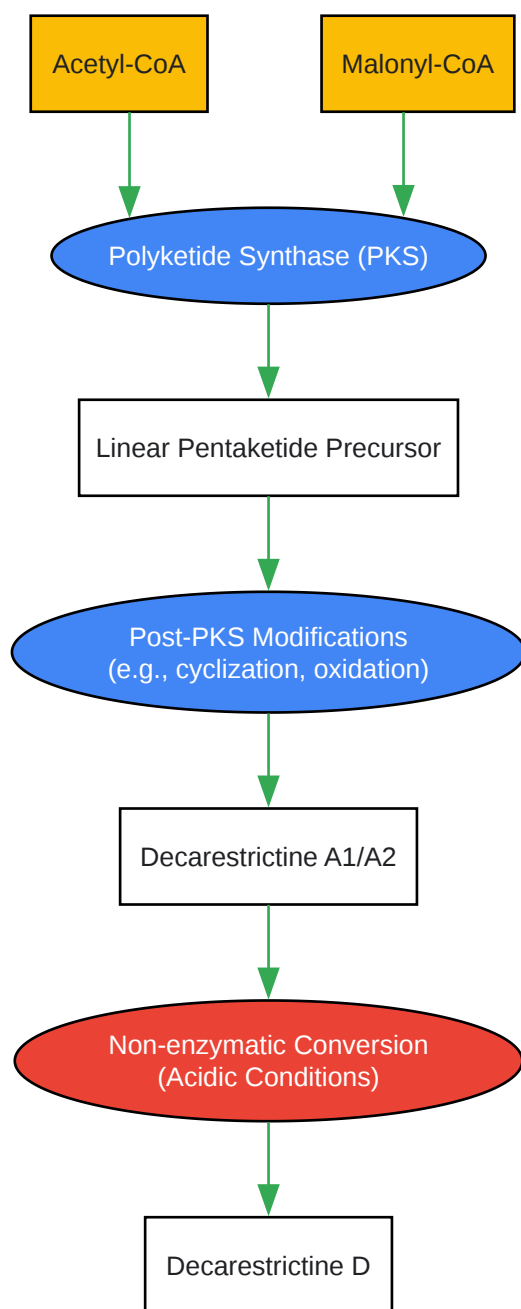 Acetyl-CoA
Malonyl-CoA
Polyketide Synthase (PKS)
Linear Pentaketide Precursor
Post-PKS Modifications
(e.g., cyclization, oxidation)
Decarestrictine A1/A2
Non-enzymatic Conversion
(Acidic Conditions)
Decarestrictine D